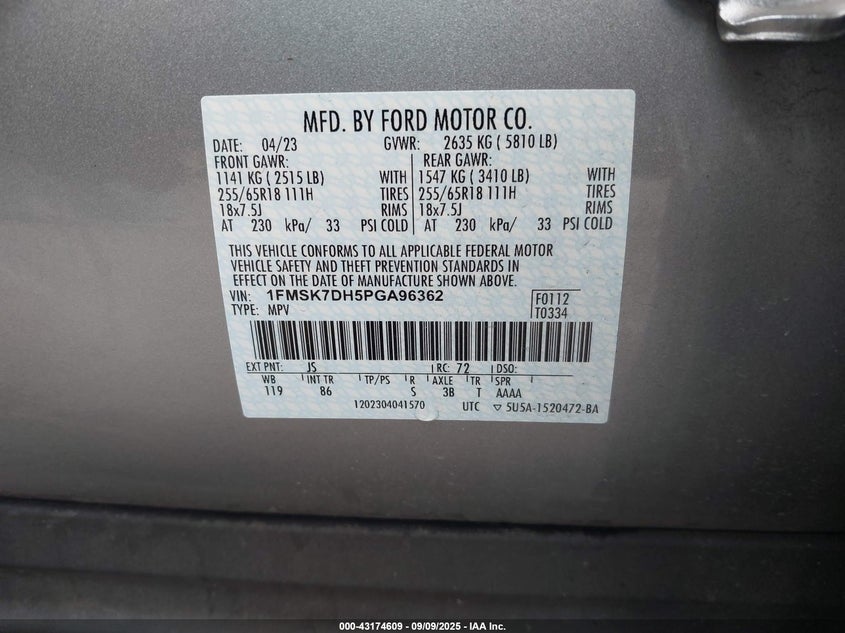 MFD. BY FORD MOTOR CO.
DATE: 04/23 GVWR: 2635 KG ( 5810 LB)
FRONT GAWR: REAR GAWR:
1141 KG ( 2515 LB) WITH 1547 KG ( 3410 LB) WITH
255/65R18 111H TIRES 255/65R18 111H TIRES
18x7.5J RIMS 18x7.5J RIMS
AT 230 kPa/ 33 PSI COLD AT 230 kPa/ 33 PSI COLD
THIS VEHICLE CONFORMS TO ALL APPLICABLE FEDERAL MOTOR
VEHICLE SAFETY AND THEFT PREVENTION STANDARDS IN
EFFECT ON THE DATE OF MANUFACTURE SHOWN ABOVE.
VIN: 1FMSK7DH5PGA96362 F0112
TYPE: MPV T0334
EXT PNT: JS RC: 72 DSO:
WB INT TR TP/PS R AXLE TR SPR
119 86 S 3B T AAAA
1202304041570 UTC ▽ 5U5A-1520472-BA
000-43174609 - 09/09/2025 - IAA Inc.